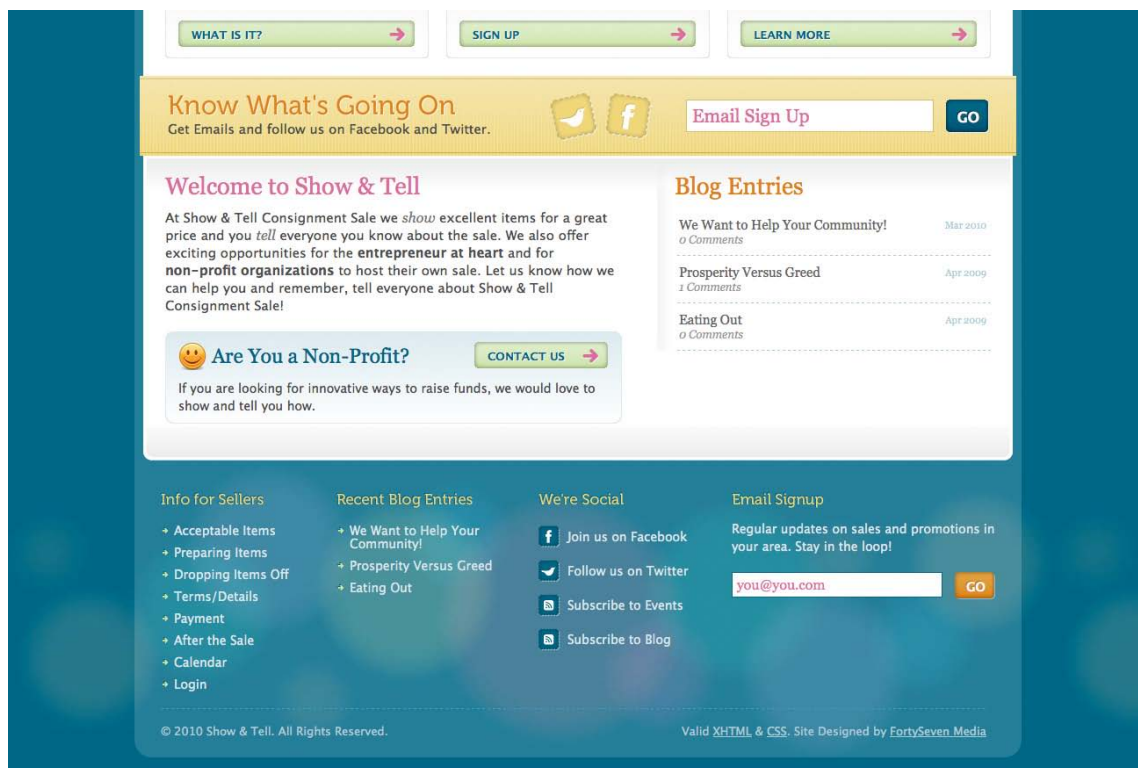 WHAT IS IT?
SIGN UP
LEARN MORE
Know What's Going On
Get Emails and follow us on Facebook and Twitter.
Email Sign Up
GO
Welcome to Show & Tell
At Show & Tell Consignment Sale we show excellent items for a great
price and you tell everyone you know about the sale. We also offer
exciting opportunities for the entrepreneur at heart and for
non-profit organizations to host their own sale. Let us know how we
can help you and remember, tell everyone about Show & Tell
Consignment Sale!
Are You a Non-Profit?
CONTACT US
If you are looking for innovative ways to raise funds, we would love to
show and tell you how.
Blog Entries
We Want to Help Your Community!
Mar 2010
0 Comments
Prosperity Versus Greed
Apr 2009
1 Comments
Eating Out
Apr 2009
0 Comments
Info for Sellers
Acceptable Items
Preparing Items
Dropping Items Off
Terms/Details
Payment
After the Sale
Calendar
Login
Recent Blog Entries
We Want to Help Your
Community!
Prosperity Versus Greed
Eating Out
We're Social
Join us on Facebook
Follow us on Twitter
Subscribe to Events
Subscribe to Blog
Email Signup
Regular updates on sales and promotions in
your area. Stay in the loop!
you@you.com
GO
© 2010 Show & Tell. All Rights Reserved.
Valid XHTML & CSS. Site Designed by FortySeven Media